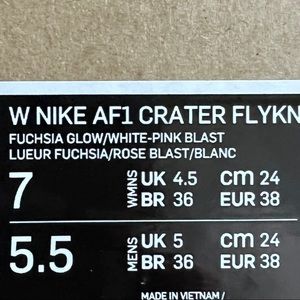 W NIKE AF1 CRATER FLYKN
FUCHSIA GLOW/WHITE-PINK BLAST
LUEUR FUCHSIA/ROSE BLAST/BLANC
7 WMNS UK 4.5 cm 24
BR 36 EUR 38
5.5 MENS UK 5 cm 24
BR 36 EUR 38
MADE IN VIETNAM /